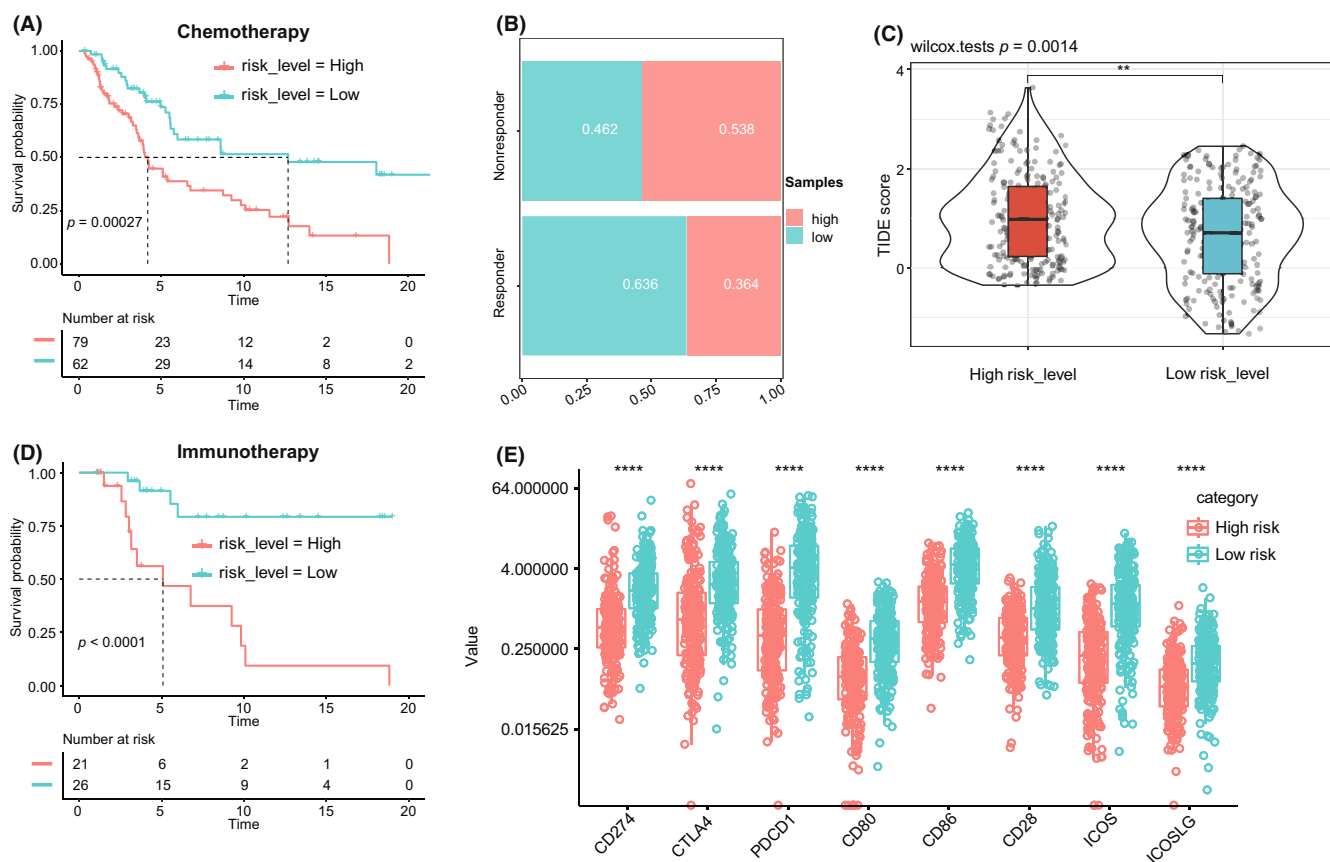 (A)
Chemotherapy
Survival probability
1.00
0.75
0.50
0.25
0.00
risk_level = High
risk_level = Low
p = 0.00027
0 5 10 15 20
Time
Number at risk
79 23 12 2 0
62 29 14 8 2
0 5 10 15 20
Time
(B)
Nonresponder
0.462 0.538
Responder
0.636 0.364
0.00 0.25 0.50 0.75 1.00
Samples
high
low
(C)
wilcox.tests p = 0.0014
**
TIDE score
4
2
0
High risk_level Low risk_level
(D)
Immunotherapy
Survival probability
1.00
0.75
0.50
0.25
0.00
risk_level = High
risk_level = Low
p < 0.0001
0 5 10 15 20
Time
Number at risk
21 6 2 1 0
26 15 9 4 0
0 5 10 15 20
Time
(E)
**** **** **** **** **** **** **** ****
Value
64.000000
4.000000
0.250000
0.015625
category
High risk
Low risk
CD274 CTLA4 PDCD1 CD80 CD86 CD28 ICOS ICOSLG